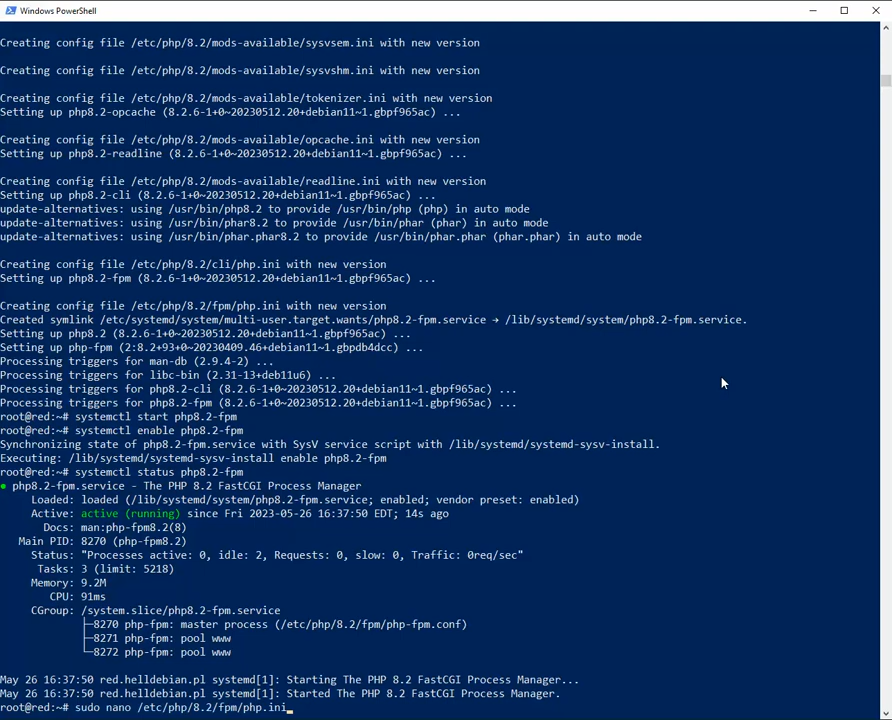 Windows PowerShell
Creating config file /etc/php/8.2/mods-available/sysvsem.ini with new version
Creating config file /etc/php/8.2/mods-available/sysvshm.ini with new version
Creating config file /etc/php/8.2/mods-available/tokenizer.ini with new version
Setting up php8.2-opcache (8.2.6-1+0~20230512.20+debian11~1.gbpf965ac) ...
Creating config file /etc/php/8.2/mods-available/opcache.ini with new version
Setting up php8.2-readline (8.2.6-1+0~20230512.20+debian11~1.gbpf965ac) ...
Creating config file /etc/php/8.2/mods-available/readline.ini with new version
Setting up php8.2-cli (8.2.6-1+0~20230512.20+debian11~1.gbpf965ac) ...
update-alternatives: using /usr/bin/php8.2 to provide /usr/bin/php (php) in auto mode
update-alternatives: using /usr/bin/phar8.2 to provide /usr/bin/phar (phar) in auto mode
update-alternatives: using /usr/bin/phar.phar8.2 to provide /usr/bin/phar.phar (phar.phar) in auto mode
Creating config file /etc/php/8.2/cli/php.ini with new version
Setting up php8.2-fpm (8.2.6-1+0~20230512.20+debian11~1.gbpf965ac) ...
Creating config file /etc/php/8.2/fpm/php.ini with new version
Created symlink /etc/systemd/system/multi-user.target.wants/php8.2-fpm.service → /lib/systemd/system/php8.2-fpm.service.
Setting up php8.2 (8.2.6-1+0~20230512.20+debian11~1.gbpf965ac) ...
Setting up php-fpm (2:8.2+93+0~20230409.46+debian11~1.gbpdb4dcc) ...
Processing triggers for man-db (2.9.4-2) ...
Processing triggers for libc-bin (2.31-13+deb11u6) ...
Processing triggers for php8.2-cli (8.2.6-1+0~20230512.20+debian11~1.gbpf965ac) ...
Processing triggers for php8.2-fpm (8.2.6-1+0~20230512.20+debian11~1.gbpf965ac) ...
root@red:~# systemctl start php8.2-fpm
root@red:~# systemctl enable php8.2-fpm
Synchronizing state of php8.2-fpm.service with SysV service script with /lib/systemd/systemd-sysv-install.
Executing: /lib/systemd/systemd-sysv-install enable php8.2-fpm
root@red:~# systemctl status php8.2-fpm
● php8.2-fpm.service - The PHP 8.2 FastCGI Process Manager
Loaded: loaded (/lib/systemd/system/php8.2-fpm.service; enabled; vendor preset: enabled)
Active: active (running) since Fri 2023-05-26 16:37:50 EDT; 14s ago
Docs: man:php-fpm8.2(8)
Main PID: 8270 (php-fpm8.2)
Status: "Processes active: 0, idle: 2, Requests: 0, slow: 0, Traffic: 0req/sec"
Tasks: 3 (limit: 5218)
Memory: 9.2M
CPU: 91ms
CGroup: /system.slice/php8.2-fpm.service
├─8270 php-fpm: master process (/etc/php/8.2/fpm/php-fpm.conf)
├─8271 php-fpm: pool www
└─8272 php-fpm: pool www
May 26 16:37:50 red.helldebian.pl systemd[1]: Starting The PHP 8.2 FastCGI Process Manager...
May 26 16:37:50 red.helldebian.pl systemd[1]: Started The PHP 8.2 FastCGI Process Manager.
root@red:~# sudo nano /etc/php/8.2/fpm/php.ini